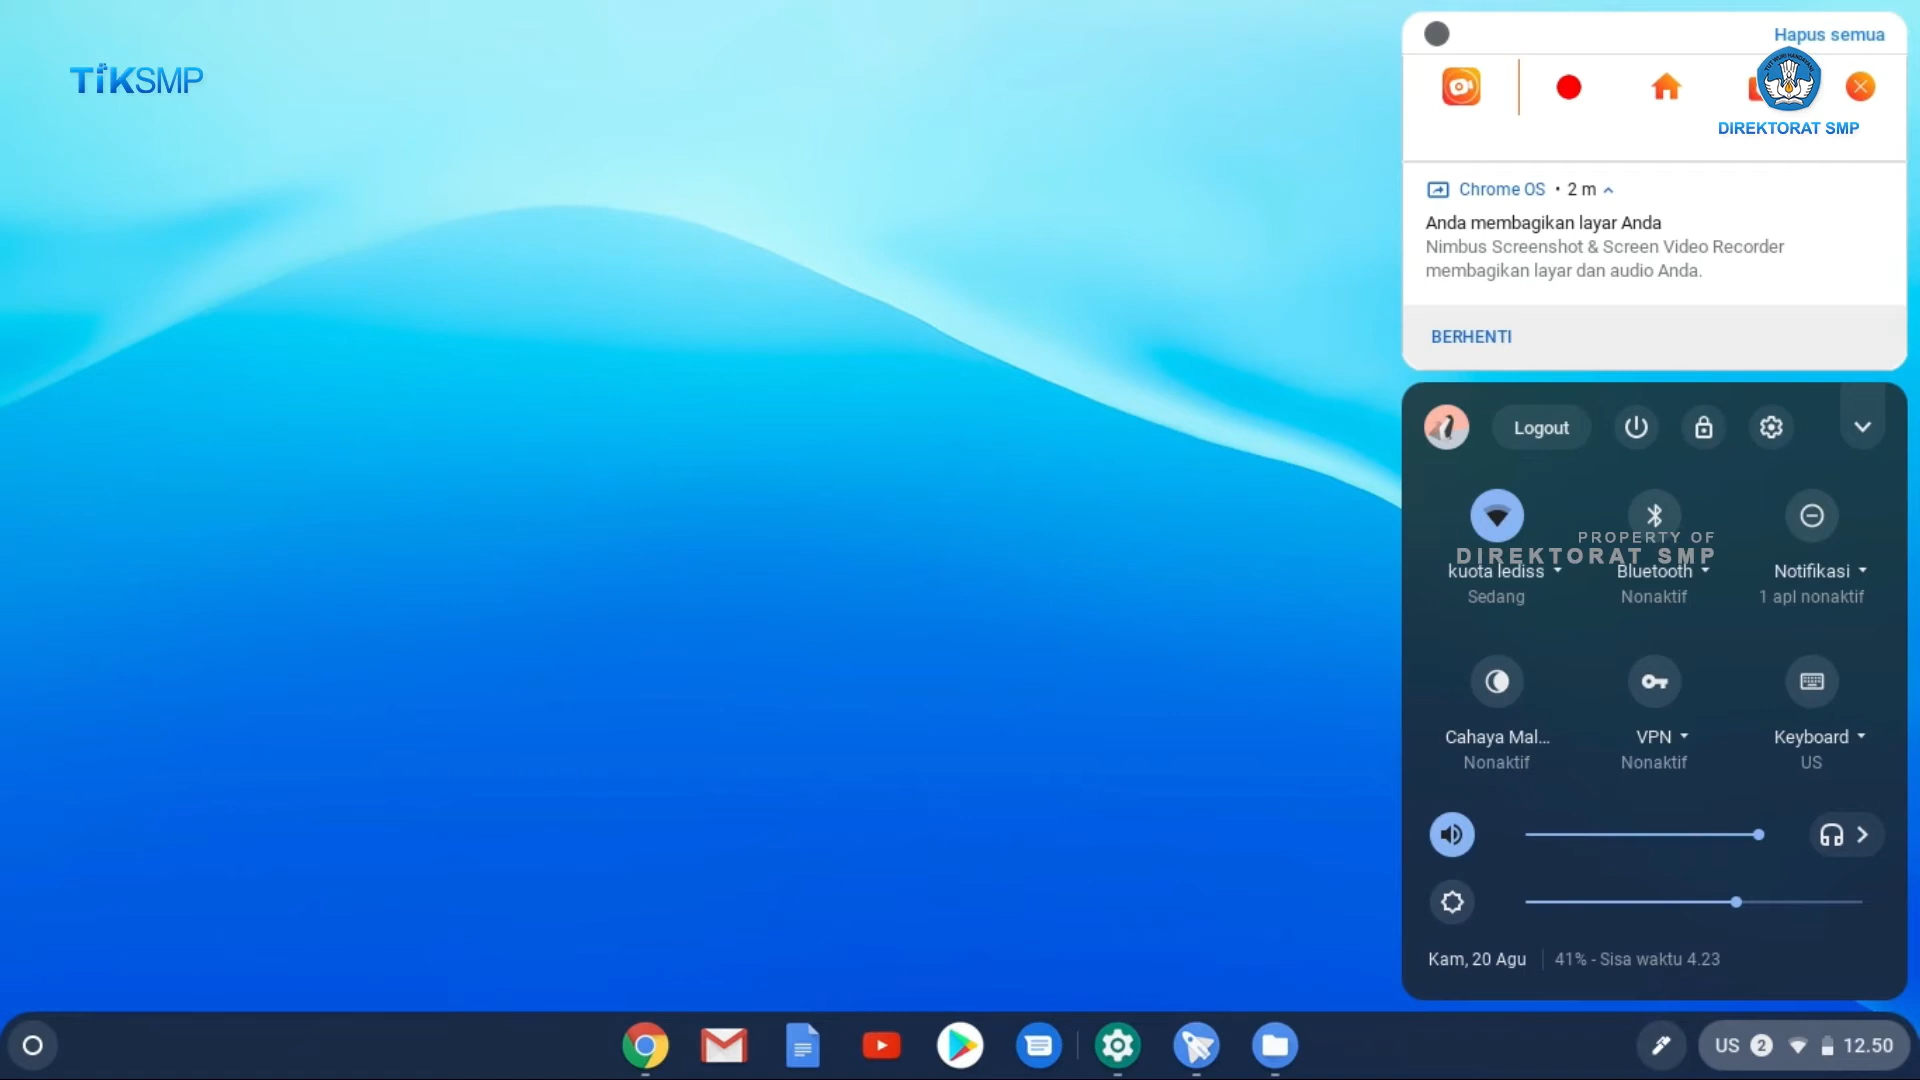 TiKSMP
Hapus semua
DIREKTORAT SMP
Chrome OS • 2 m
Anda membagikan layar Anda
Nimbus Screenshot & Screen Video Recorder
membagikan layar dan audio Anda.
BERHENTI
Logout
PROPERTY OF
DIREKTORAT SMP
kuota lediss
Bluetooth
Notifikasi
Sedang
Nonaktif
1 apl nonaktif
Cahaya Mal...
VPN
Keyboard
Nonaktif
Nonaktif
US
Kam, 20 Agu
41% - Sisa waktu 4.23
US 2 12.50